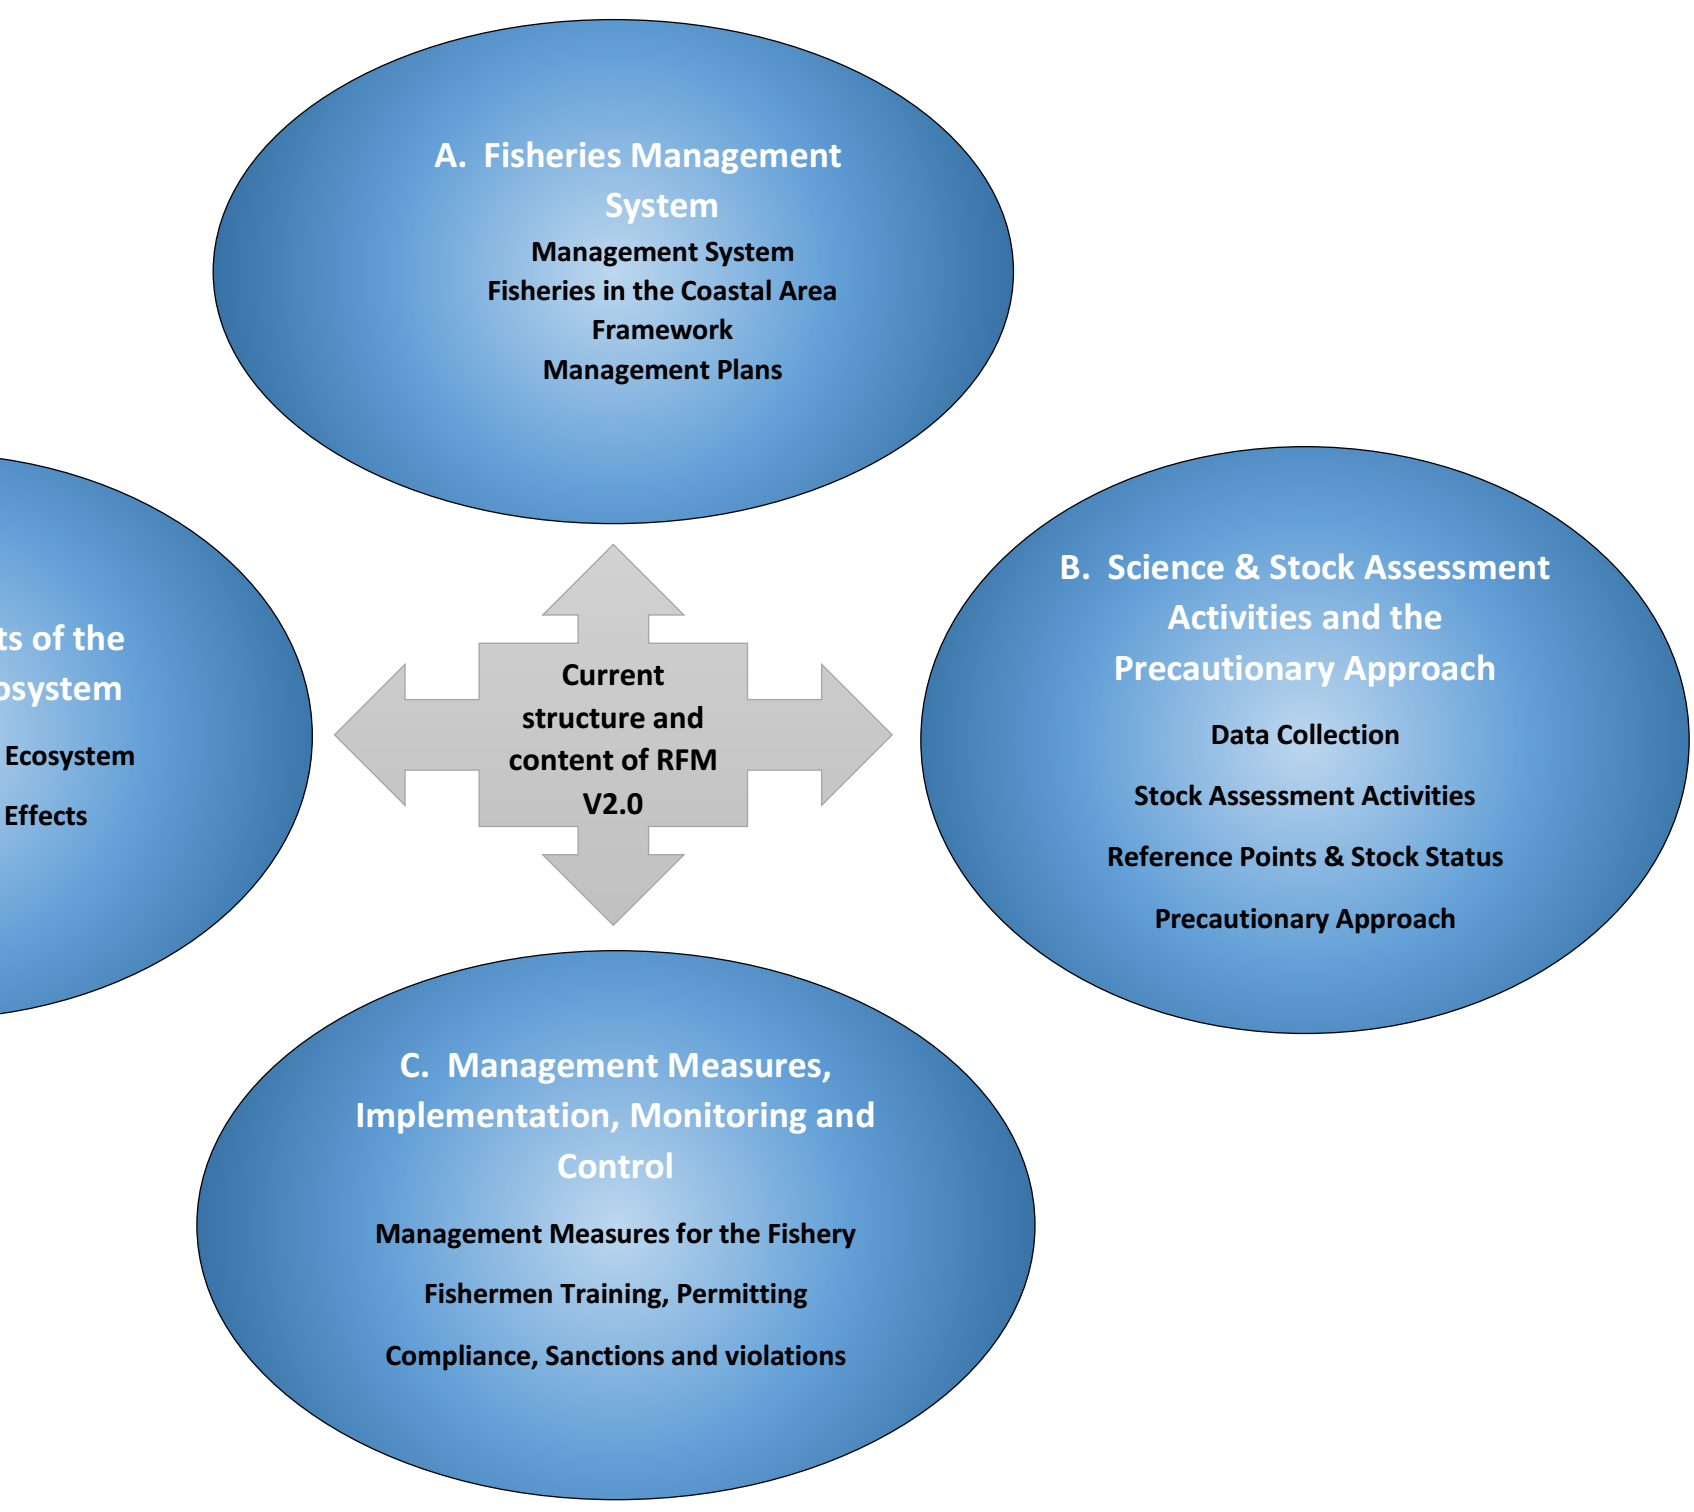 A. Fisheries Management
System
Management System
Fisheries in the Coastal Area
Framework
Management Plans
of the
Ecosystem
Effects
Current
structure and
content of RFM
V2.0
B. Science & Stock Assessment
Activities and the
Precautionary Approach
Data Collection
Stock Assessment Activities
Reference Points & Stock Status
Precautionary Approach
C. Management Measures,
Implementation, Monitoring and
Control
Management Measures for the Fishery
Fishermen Training, Permitting
Compliance, Sanctions and violations